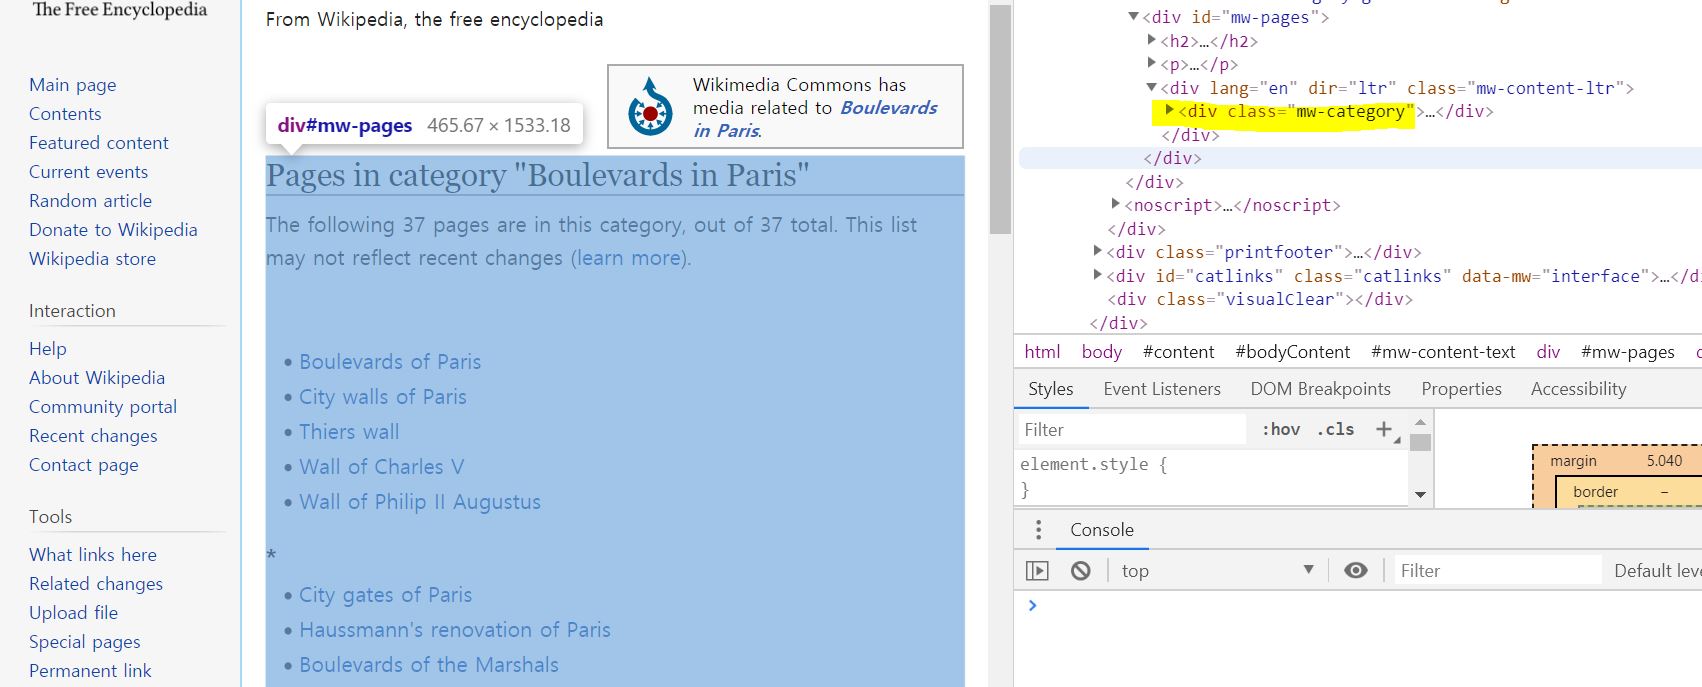 The Free Encyclopedia
Main page
Contents
Featured content
Current events
Random article
Donate to Wikipedia
Wikipedia store
Interaction
Help
About Wikipedia
Community portal
Recent changes
Contact page
Tools
What links here
Related changes
Upload file
Special pages
Permanent link
From Wikipedia, the free encyclopedia
Wikimedia Commons has
media related to Boulevards
in Paris.
div#mw-pages 465.67 × 1533.18
Pages in category "Boulevards in Paris"
The following 37 pages are in this category, out of 37 total. This list
may not reflect recent changes (learn more).
• Boulevards of Paris
• City walls of Paris
• Thiers wall
• Wall of Charles V
• Wall of Philip II Augustus
*
• City gates of Paris
• Haussmann's renovation of Paris
• Boulevards of the Marshals
<div id="mw-pages">
<h2>…</h2>
<p>…</p>
<div lang="en" dir="ltr" class="mw-content-ltr">
<div class="mw-category">…</div>
</div>
</div>
</div>
<noscript>…</noscript>
</div>
<div class="printfooter">…</div>
<div id="catlinks" class="catlinks" data-mw="interface">…</di
<div class="visualClear"></div>
</div>
html body #content #bodyContent #mw-content-text div #mw-pages
Styles Event Listeners DOM Breakpoints Properties Accessibility
Filter :hov .cls +
element.style {
}
margin 5.040
border –
Console
top Filter Default leve